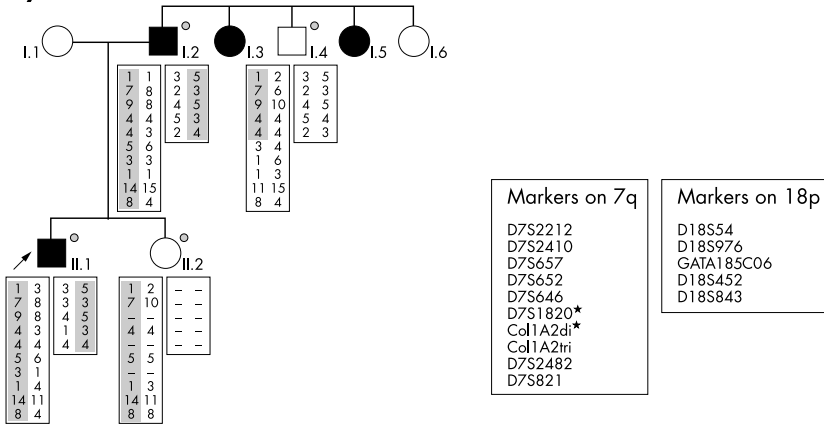 I.1 I.2 I.3 I.4 I.5 I.6
1 1 3 5 1 2 3 5
7 8 2 3 7 6 2 3
9 8 4 5 9 10 4 5
4 4 5 3 4 4 5 4
4 3 2 4 4 4 2 3
5 6 3 4
3 3 1 6
1 1 1 3
14 15 11 15
8 4 8 4
Markers on 7q Markers on 18p
D7S2212 D18S54
D7S2410 D18S976
D7S657 GATA185C06
D7S652 D18S452
D7S646 D18S843
D7S1820★
Col1A2di★
Col1A2tri
D7S2482
D7S821
II.1 II.2
1 3 3 5 1 2 – –
7 8 3 3 7 10 – –
9 8 4 5 – – – –
4 3 1 3 4 4 – –
4 4 4 4 – – – –
5 6 5 5
3 1 – –
1 4 1 3
14 11 14 11
8 4 8 8